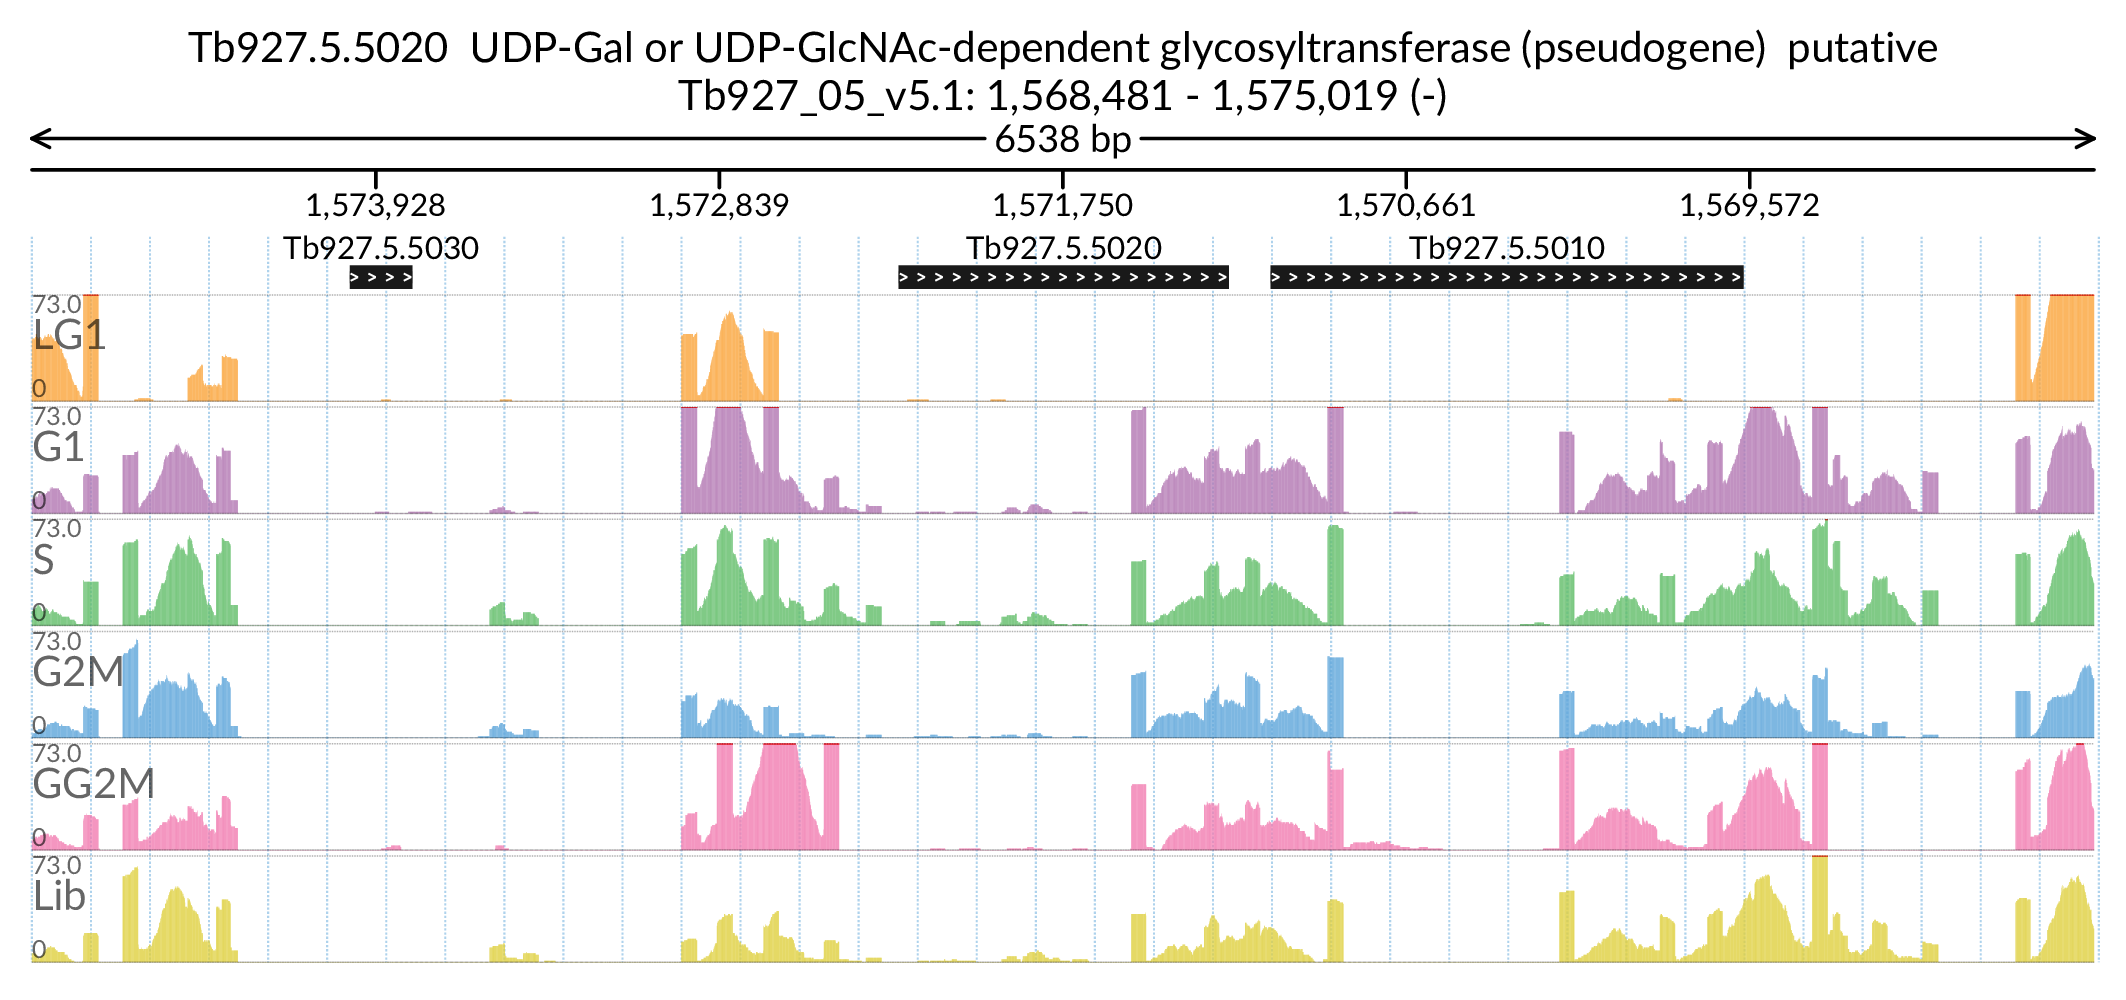 Tb927.5.5020 UDP-Gal or UDP-GlcNAc-dependent glycosyltransferase (pseudogene) putative
Tb927_05_v5.1: 1,568,481 - 1,575,019 (-)
6538 bp
1,573,928 1,572,839 1,571,750 1,570,661 1,569,572
Tb927.5.5030 Tb927.5.5020 Tb927.5.5010
73.0
LG1
0
73.0
G1
0
73.0
S
0
73.0
G2M
0
73.0
GG2M
0
73.0
Lib
0